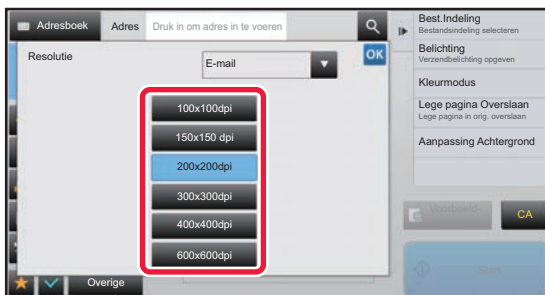 Adresboek
Adres
Druk in om adres in te voeren
Resolutie
E-mail
OK
100x100dpi
150x150 dpi
200x200dpi
300x300dpi
400x400dpi
600x600dpi
Overige
Best.Indeling
Bestandsindeling selecteren
Belichting
Verzendbelichting opgeven
Kleurmodus
Lege pagina Overslaan
Lege pagina in orig. overslaan
Aanpassing Achtergrond
Voorbeeld-
CA
Start